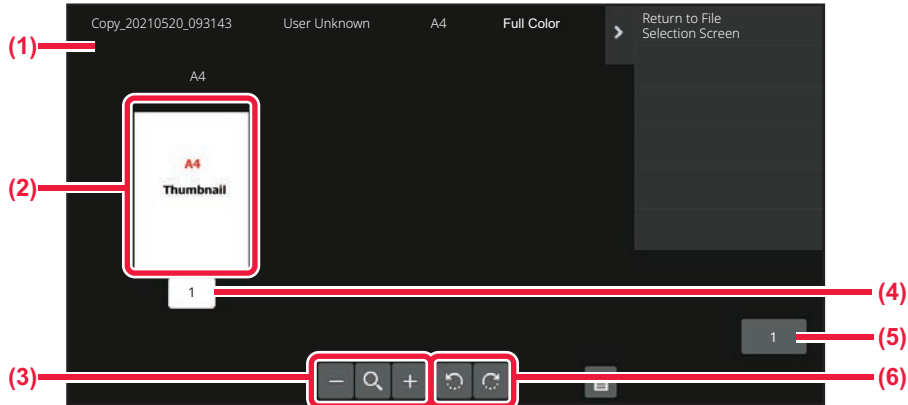 Copy_20210520_093143 User Unknown A4 Full Color
Return to File
Selection Screen
(1)
A4
A4
Thumbnail
(2)
1
(4)
1
(5)
(3)
(6)